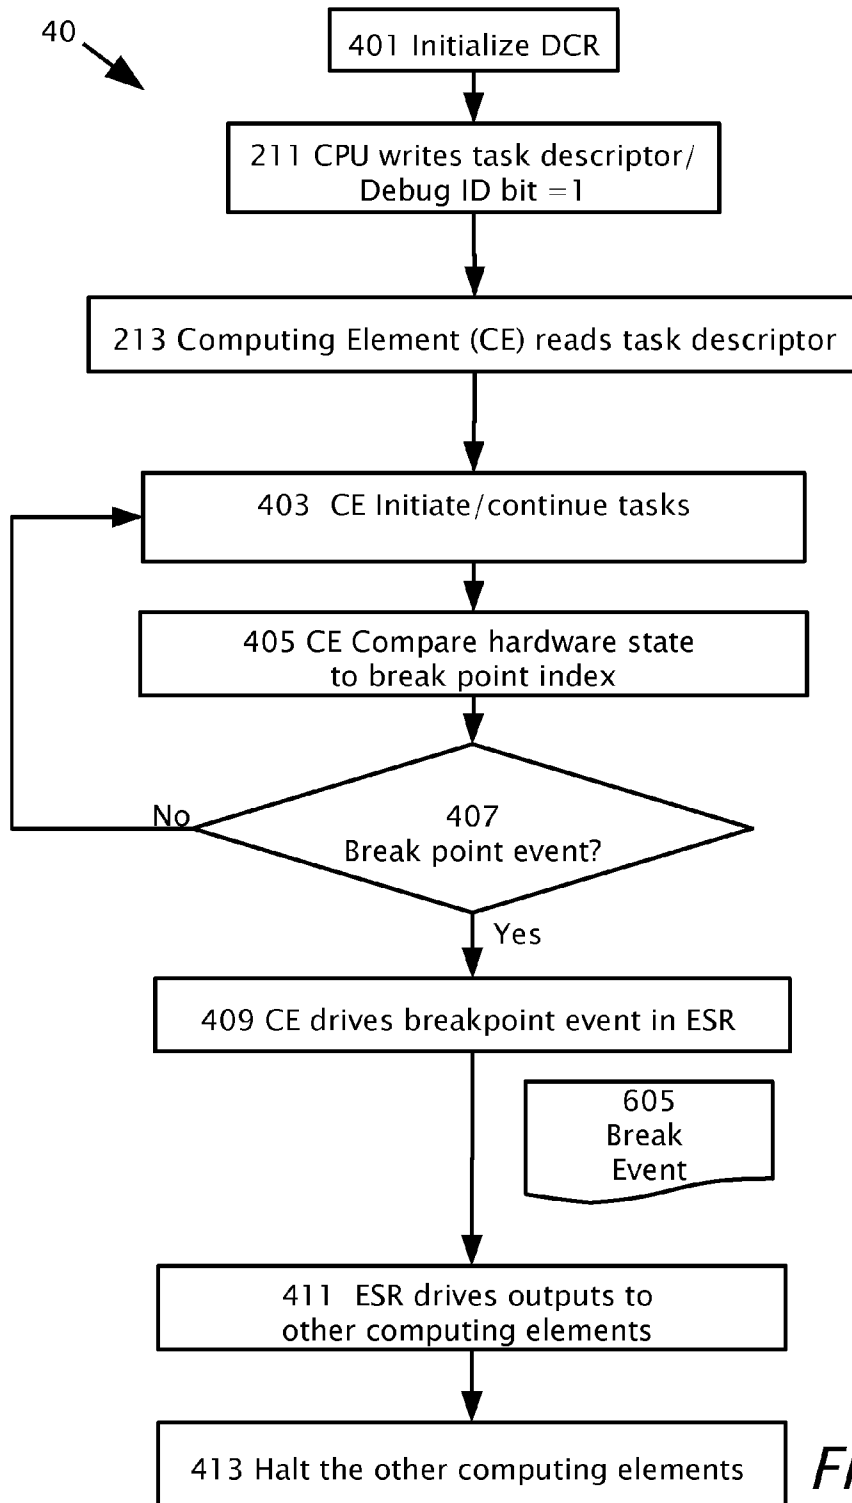 40
401 Initialize DCR
211 CPU writes task descriptor/
Debug ID bit =1
213 Computing Element (CE) reads task descriptor
403 CE Initiate/continue tasks
405 CE Compare hardware state
to break point index
No
407
Break point event?
Yes
409 CE drives breakpoint event in ESR
605
Break
Event
411 ESR drives outputs to
other computing elements
413 Halt the other computing elements